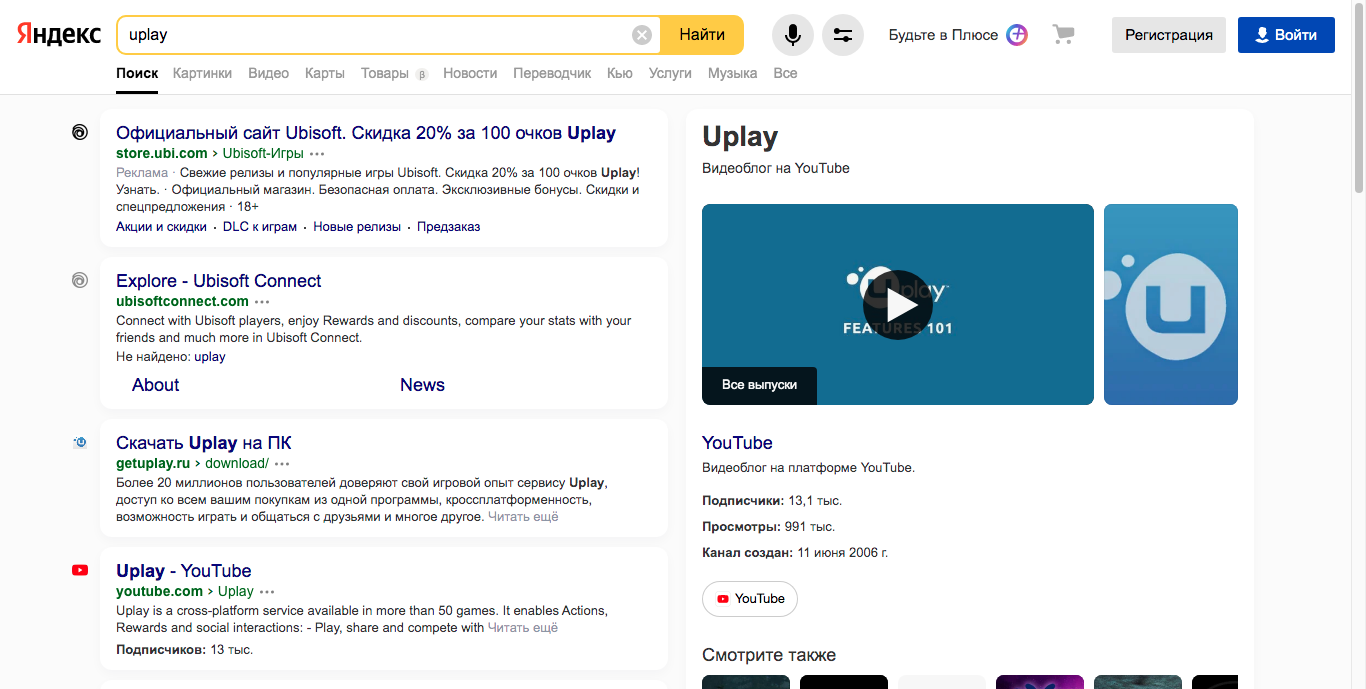 Яндекс
uplay
Найти
Будьте в Плюсе
Регистрация
Войти
Поиск Картинки Видео Карты Товары β Новости Переводчик Кью Услуги Музыка Все
Официальный сайт Ubisoft. Скидка 20% за 100 очков Uplay
store.ubi.com › Ubisoft-Игры •••
Реклама · Свежие релизы и популярные игры Ubisoft. Скидка 20% за 100 очков Uplay!
Узнать. · Официальный магазин. Безопасная оплата. Эксклюзивные бонусы. Скидки и
спецпредложения · 18+
Акции и скидки · DLC к играм · Новые релизы · Предзаказ
Explore - Ubisoft Connect
ubisoftconnect.com •••
Connect with Ubisoft players, enjoy Rewards and discounts, compare your stats with your
friends and much more in Ubisoft Connect.
Не найдено: uplay
About News
Скачать Uplay на ПК
getuplay.ru › download/ •••
Более 20 миллионов пользователей доверяют свой игровой опыт сервису Uplay,
доступ ко всем вашим покупкам из одной программы, кроссплатформенность,
возможность играть и общаться с друзьями и многое другое. Читать ещё
Uplay - YouTube
youtube.com › Uplay •••
Uplay is a cross-platform service available in more than 50 games. It enables Actions,
Rewards and social interactions: - Play, share and compete with Читать ещё
Подписчиков: 13 тыс.
Uplay
Видеоблог на YouTube
uplay
FEATURES 101
Все выпуски
U
YouTube
Видеоблог на платформе YouTube.
Подписчики: 13,1 тыс.
Просмотры: 991 тыс.
Канал создан: 11 июня 2006 г.
YouTube
Смотрите также